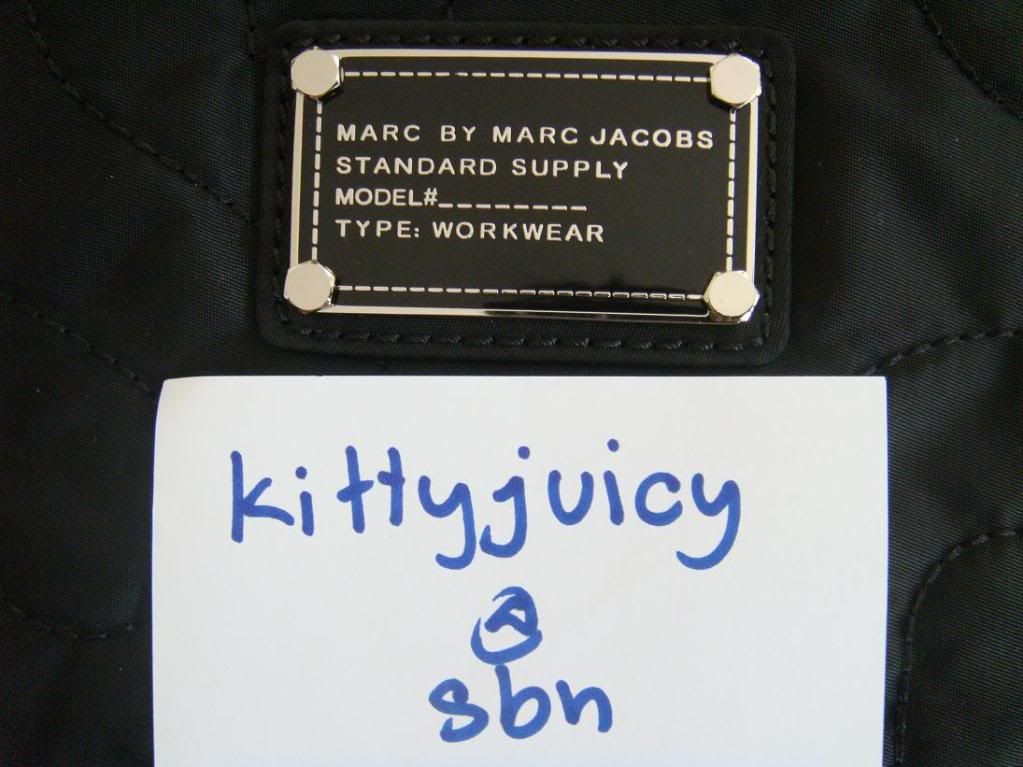 MARC BY MARC JACOBS
STANDARD SUPPLY
MODEL#________
TYPE: WORKWEAR
kittyjuicy
@
sbn